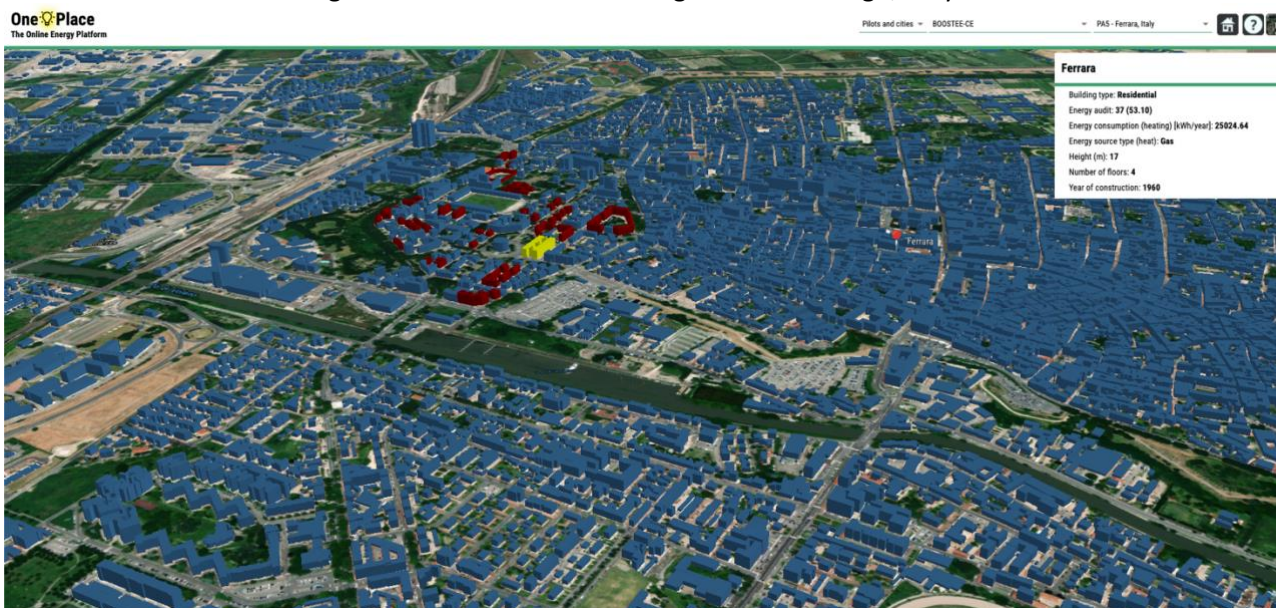 One Place
The Online Energy Platform
Pilots and cities
BOOSTEE-CE
PA5 - Ferrara, Italy
?
Ferrara
Building type: Residential
Energy audit: 37 (53.10)
Energy consumption (heating) [kWh/year]: 25024.64
Energy source type (heat): Gas
Height (m): 17
Number of floors: 4
Year of construction: 1960
Ferrara